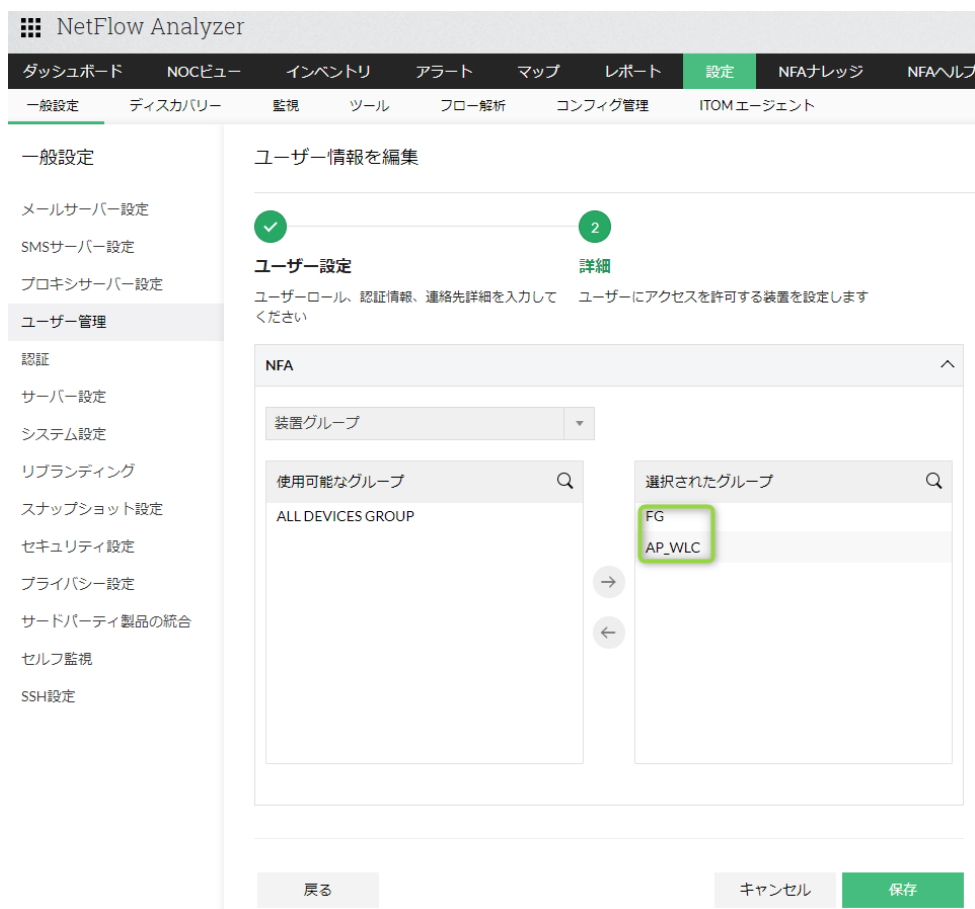 NetFlow Analyzer
ダッシュボード NOCビュー インベントリ アラート マップ レポート 設定 NFAナレッジ NFAヘルプ
一般設定 ディスカバリー 監視 ツール フロー解析 コンフィグ管理 ITOM エージェント
一般設定
メールサーバー設定
SMSサーバー設定
プロキシサーバー設定
ユーザー管理
認証
サーバー設定
システム設定
リブランディング
スナップショット設定
セキュリティ設定
プライバシー設定
サードパーティ製品の統合
セルフ監視
SSH設定
ユーザー情報を編集
ユーザー設定
ユーザーロール、認証情報、連絡先詳細を入力して
ください
2
詳細
ユーザーにアクセスを許可する装置を設定します
NFA
装置グループ
使用可能なグループ
ALL DEVICES GROUP
選択されたグループ
FG
AP_WLC
戻る キャンセル 保存